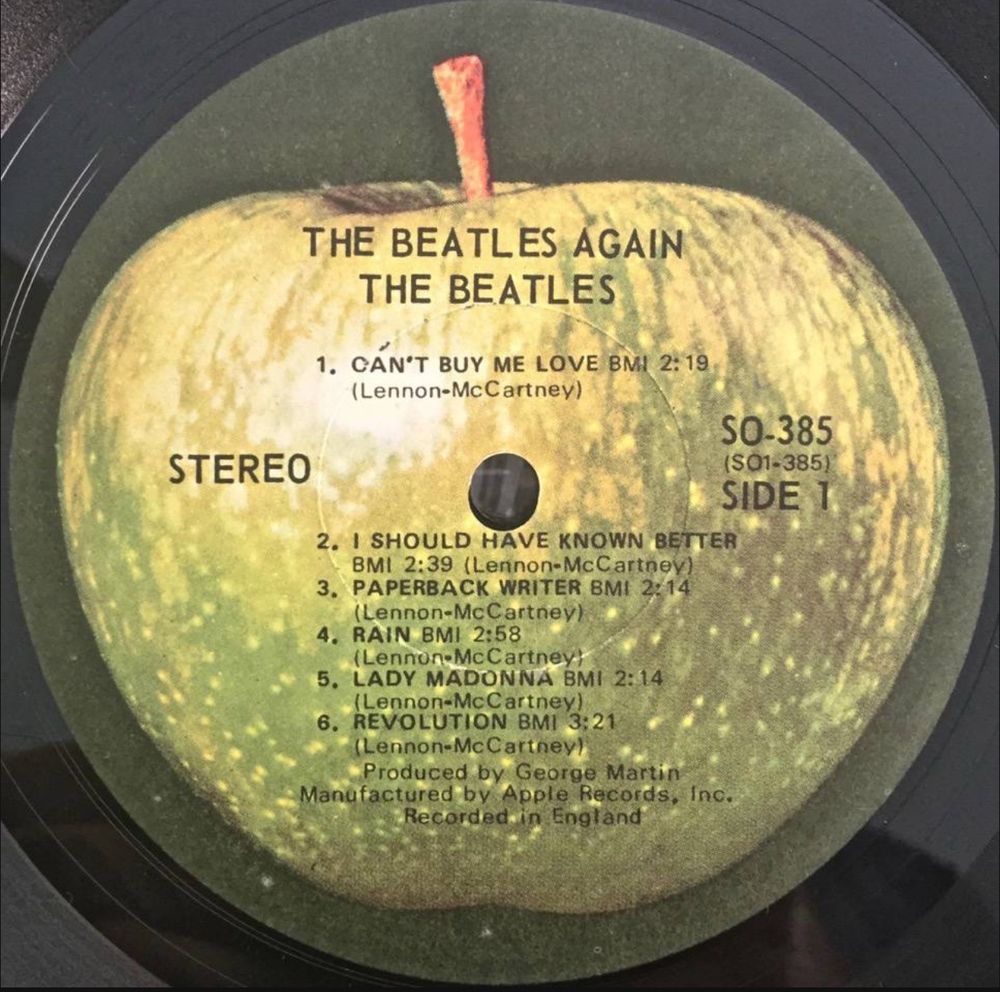 THE BEATLES AGAIN
THE BEATLES
1. CAN'T BUY ME LOVE BMI 2:19
(Lennon-McCartney)
STEREO
SO-385
(SO1-385)
SIDE 1
2. I SHOULD HAVE KNOWN BETTER
BMI 2:39 (Lennon-McCartney)
3. PAPERBACK WRITER BMI 2:14
(Lennon-McCartney)
4. RAIN BMI 2:58
(Lennon-McCartney)
5. LADY MADONNA BMI 2:14
(Lennon-McCartney)
6. REVOLUTION BMI 3:21
(Lennon-McCartney)
Produced by George Martin
Manufactured by Apple Records, Inc.
Recorded in England